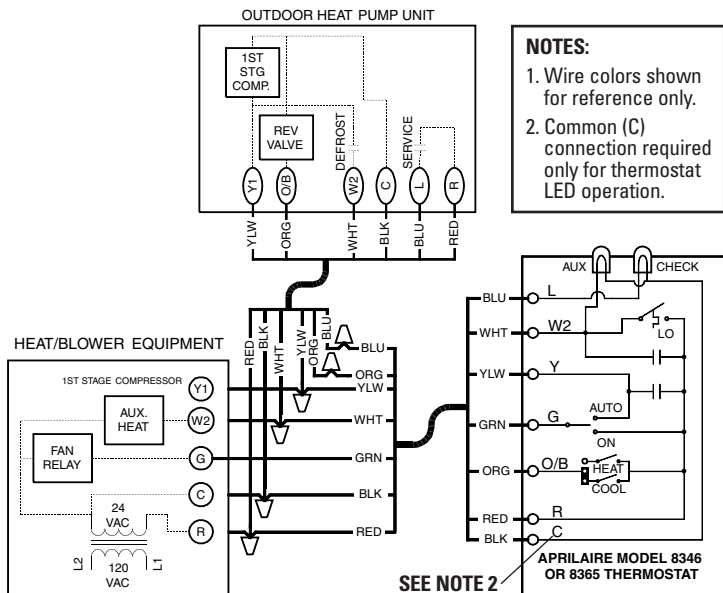 OUTDOOR HEAT PUMP UNIT
1ST
STG
COMP.
REV
VALVE
DEFROST
SERVICE
Y1
O/B
W2
C
L
R
YLW
ORG
WHT
BLK
BLU
RED
NOTES:
1. Wire colors shown
for reference only.
2. Common (C)
connection required
only for thermostat
LED operation.
HEAT/BLOWER EQUIPMENT
1ST STAGE COMPRESSOR
Y1
AUX.
HEAT
W2
FAN
RELAY
G
C
24
VAC
R
L2
120
VAC
L1
RED
BLK
WHT
YLW
ORG
BLU
BLU
ORG
YLW
WHT
GRN
BLK
RED
AUX
CHECK
BLU
L
WHT
W2
LO
YLW
Y
GRN
G
AUTO
ON
ORG
O/B
HEAT
COOL
RED
R
BLK
C
APRILAIRE MODEL 8346
OR 8365 THERMOSTAT
SEE NOTE 2